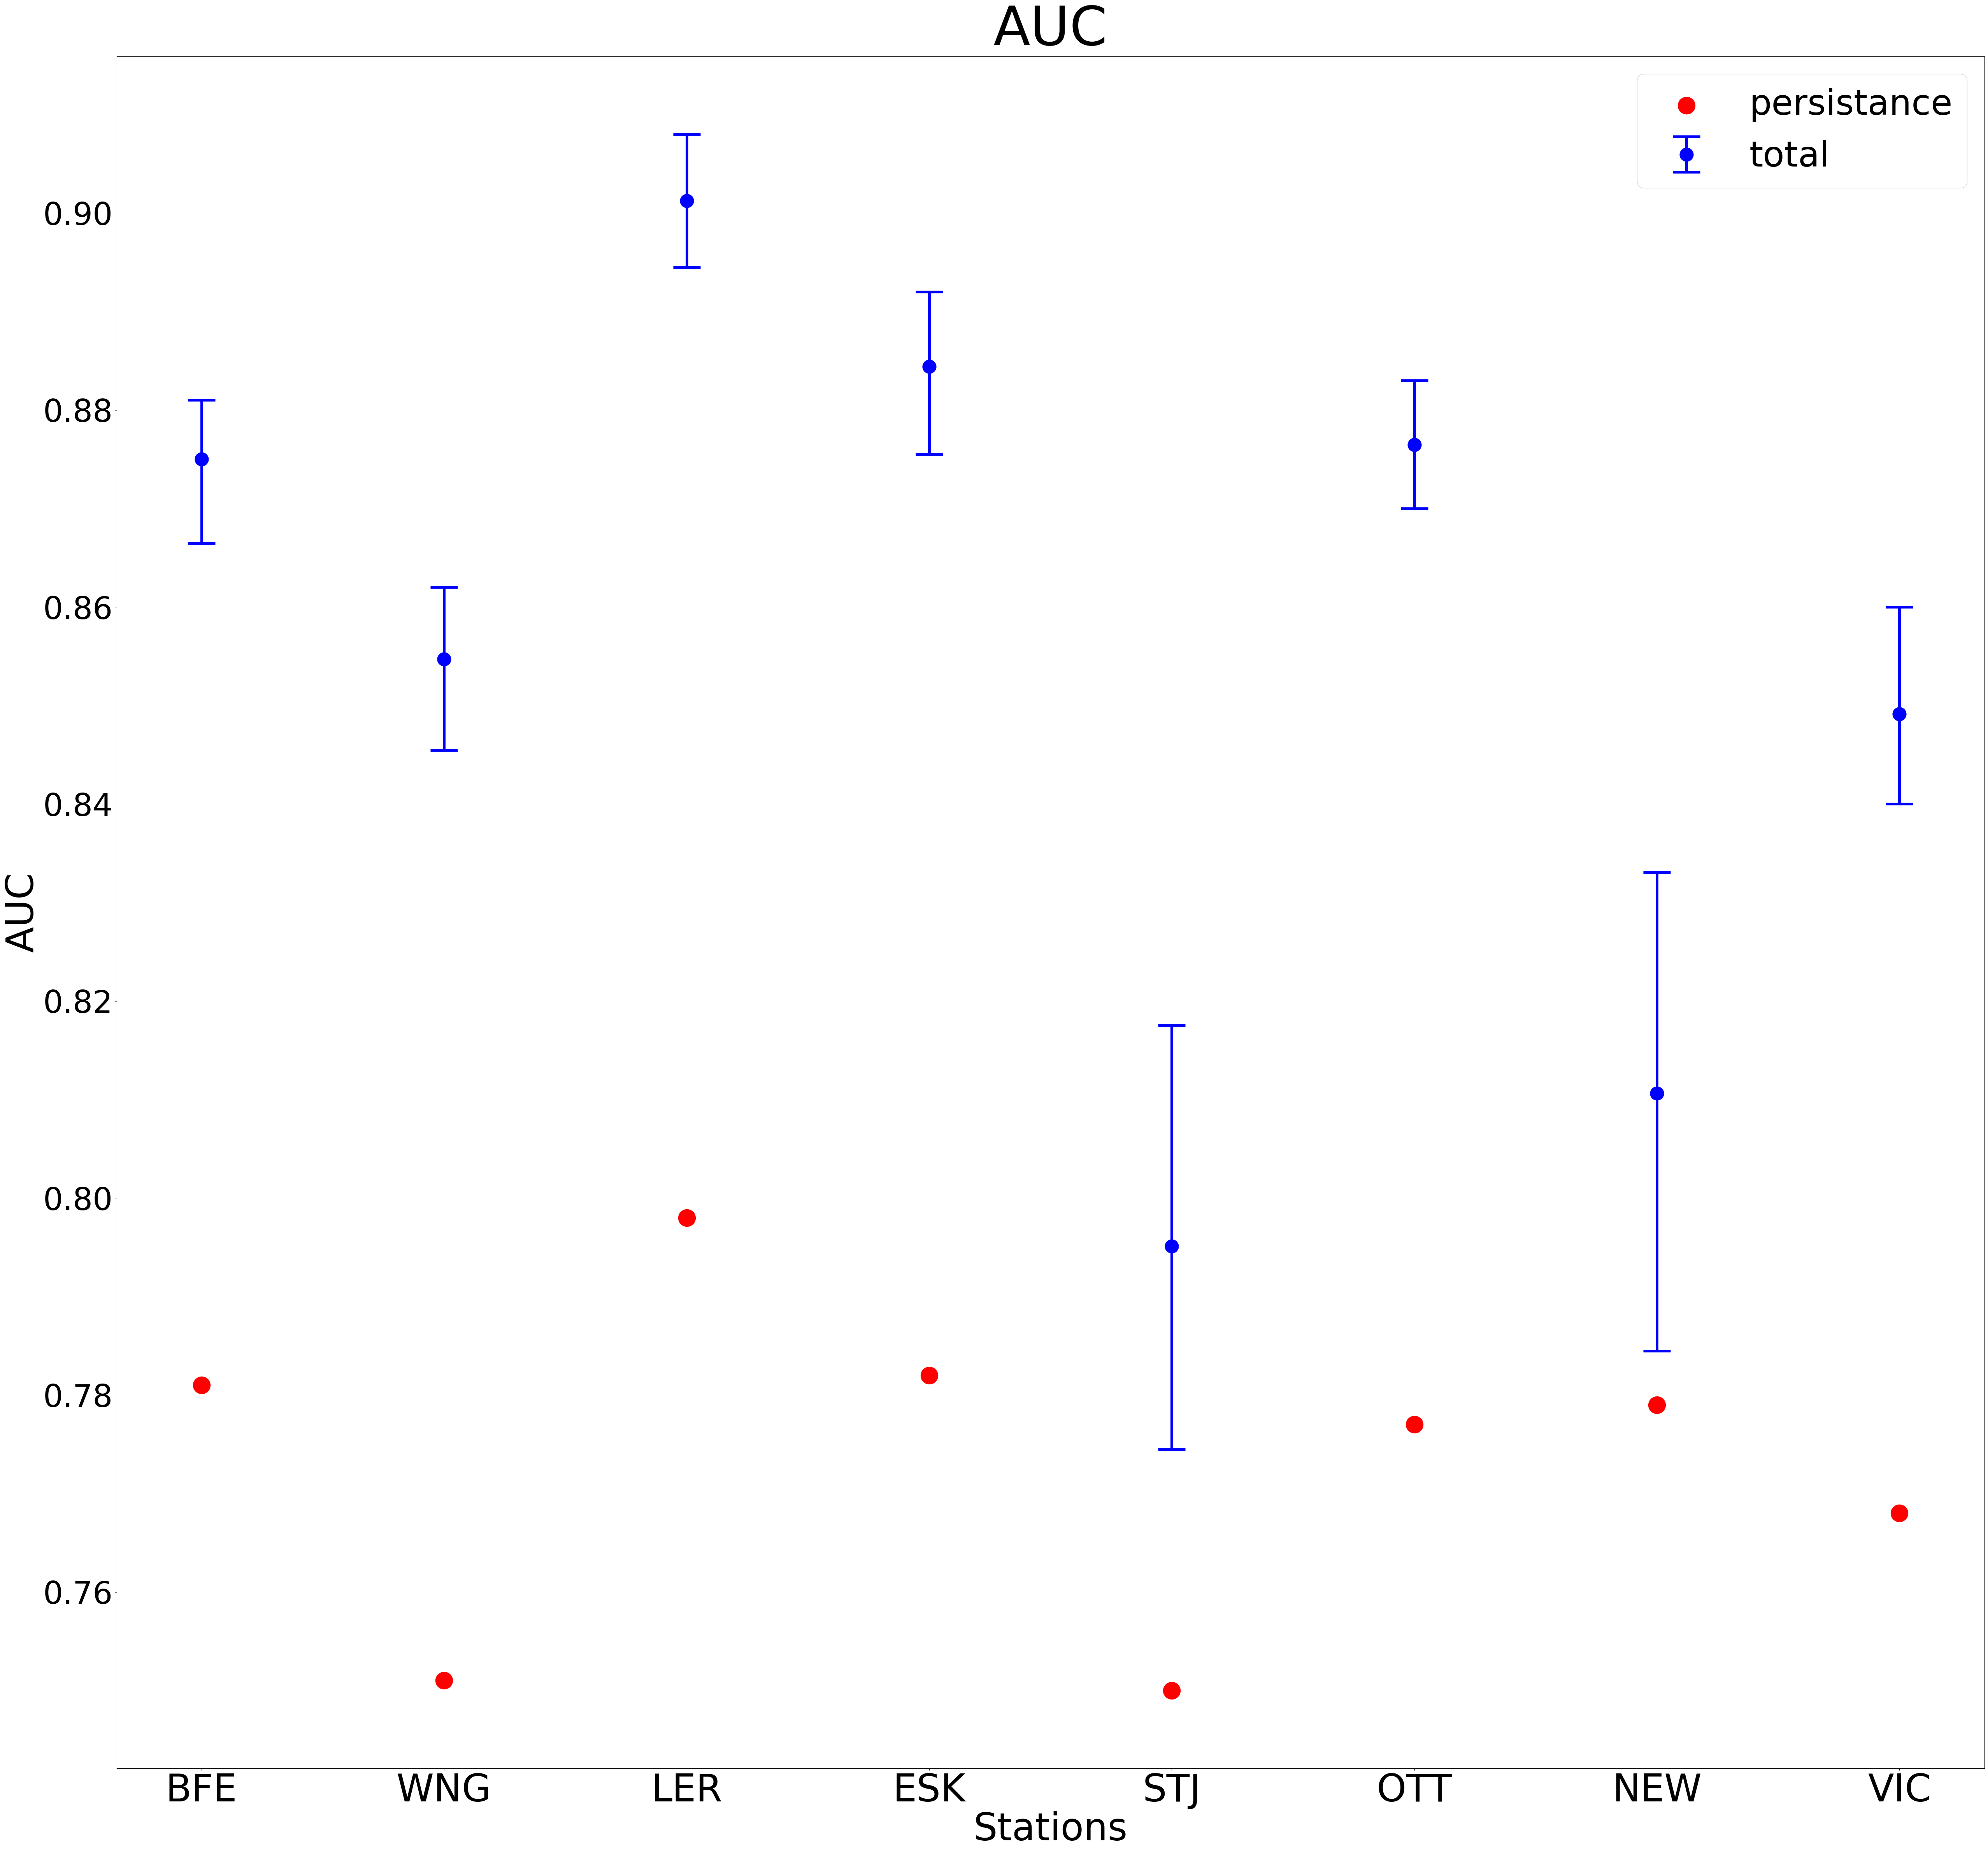 AUC
persistance
total
0.90
0.88
0.86
0.84
0.82
0.80
0.78
0.76
AUC
BFE WNG LER ESK STJ OTT NEW VIC
Stations